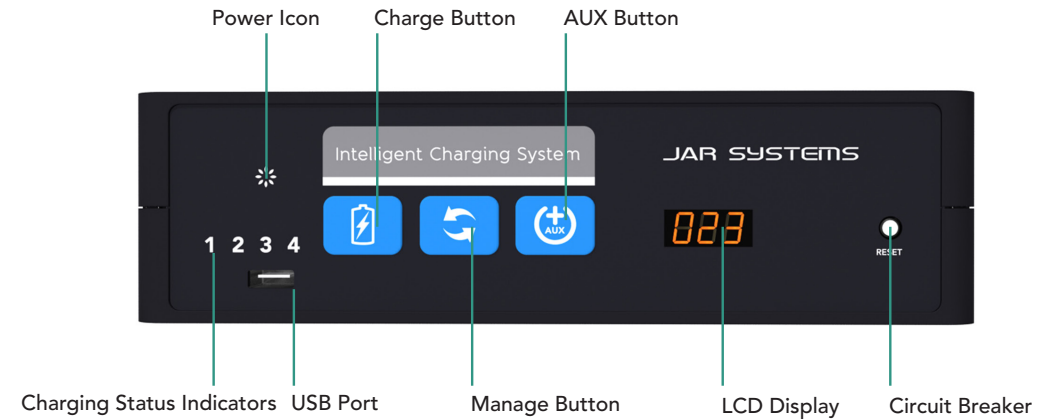 Power Icon
Charge Button
AUX Button
Intelligent Charging System
JAR SYSTEMS
AUX
023
1 2 3 4
RESET
Charging Status Indicators
USB Port
Manage Button
LCD Display
Circuit Breaker